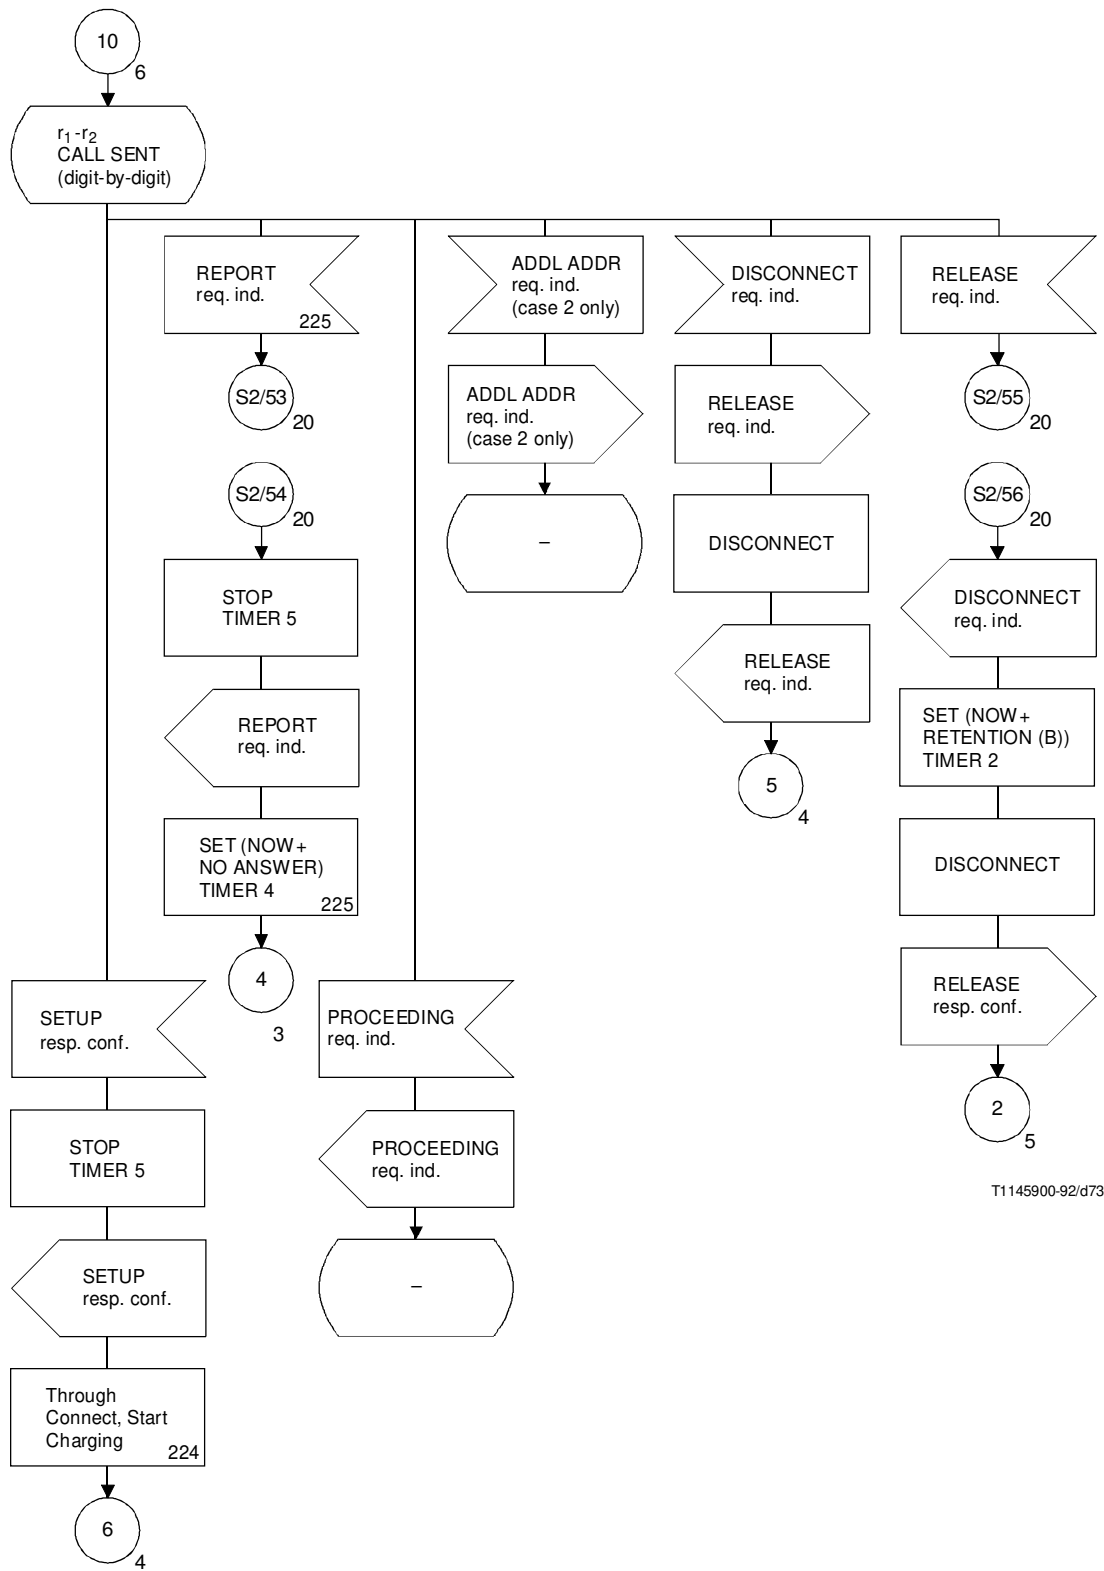 10
6
r1-r2
CALL SENT
(digit-by-digit)
REPORT
req. ind.
225
S2/53
20
S2/54
20
STOP
TIMER 5
REPORT
req. ind.
SET (NOW+
NO ANSWER)
TIMER 4
225
4
3
ADDL ADDR
req. ind.
(case 2 only)
ADDL ADDR
req. ind.
(case 2 only)
–
DISCONNECT
req. ind.
RELEASE
req. ind.
DISCONNECT
RELEASE
req. ind.
5
4
RELEASE
req. ind.
S2/55
20
S2/56
20
DISCONNECT
req. ind.
SET (NOW+
RETENTION (B))
TIMER 2
DISCONNECT
RELEASE
resp. conf.
2
5
SETUP
resp. conf.
STOP
TIMER 5
SETUP
resp. conf.
Through
Connect, Start
Charging
224
6
4
PROCEEDING
req. ind.
PROCEEDING
req. ind.
–
T1145900-92/d73